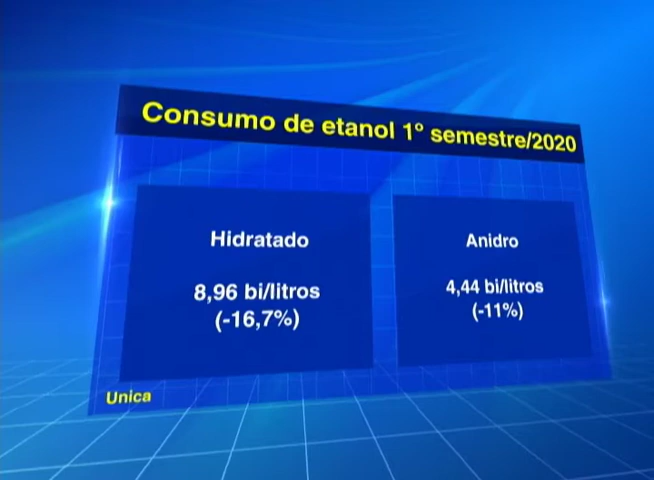 Consumo de etanol 1º semestre/2020
Hidratado
8,96 bi/litros
(-16,7%)
Anidro
4,44 bi/litros
(-11%)
Unica